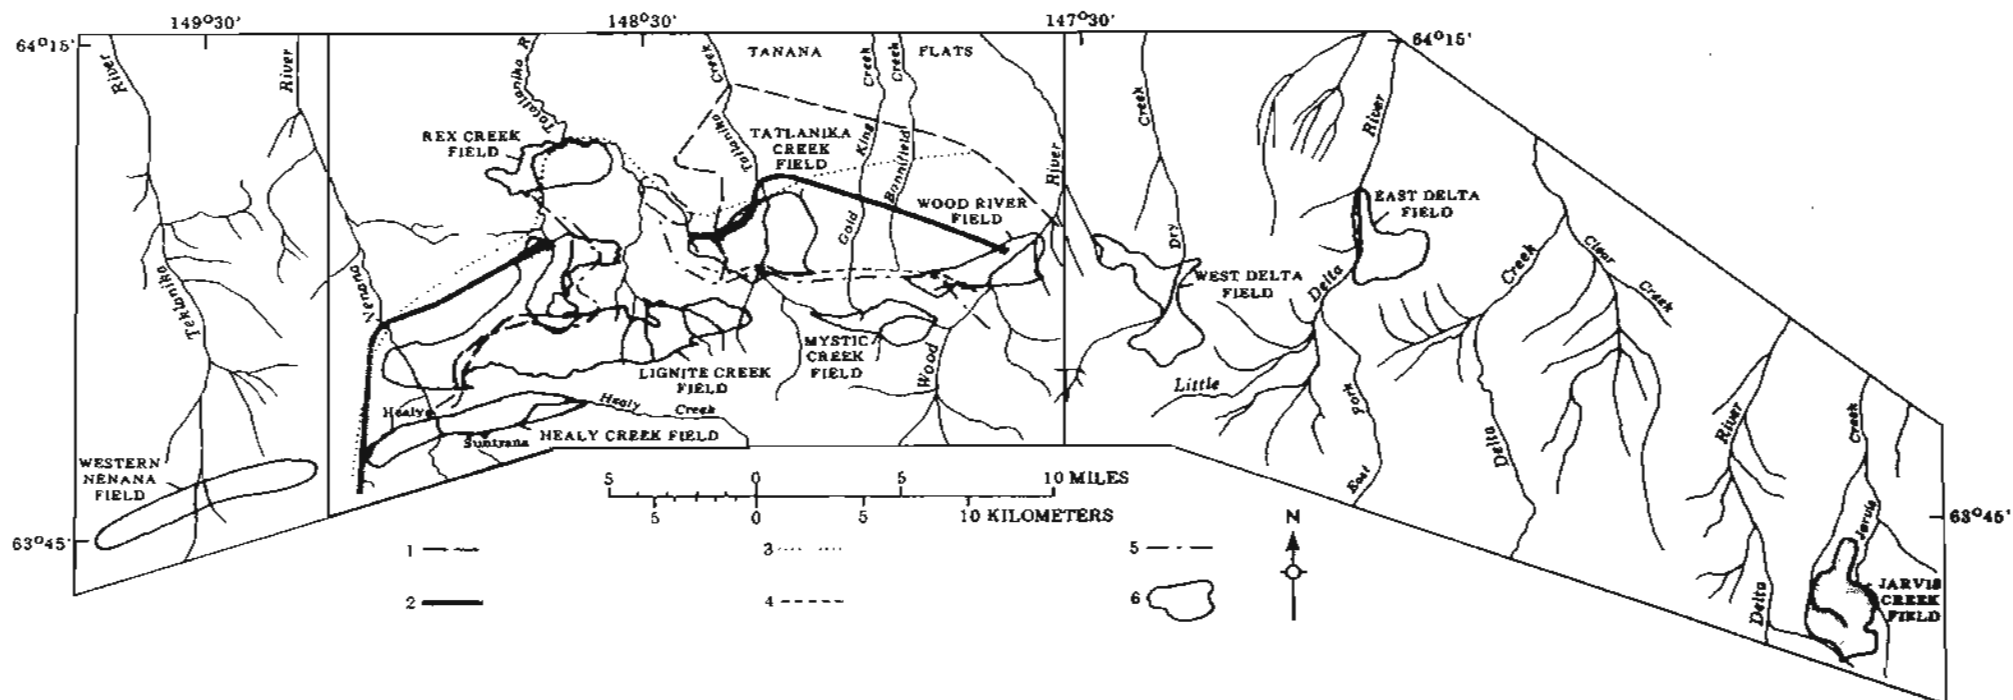 149°30'
148°30'
147°30'
64°15'
64°15'
River
River
Totatlanika R
Creek
TANANA FLATS
Creek
Creek
Creek
River
REX CREEK
FIELD
Tatlanika
TATLANIKA
CREEK
FIELD
King
Bonnifield
Gold
River
WOOD RIVER
FIELD
Dry
EAST DELTA
FIELD
WEST DELTA
FIELD
Delta
Creek
Clear
Creek
Teklanika
Nenana
MYSTIC
CREEK
FIELD
Wood
LIGNITE CREEK
FIELD
Little
Fork
East
Delta
River
Creek
Healy
Healy Creek
Suntrana
HEALY CREEK FIELD
WESTERN
NENANA
FIELD
5 0 5 10 MILES
5 0 5 10 KILOMETERS
N
63°45'
63°45'
1
2
3
4
5
6
Jarvis
Delta
JARVIS
CREEK
FIELD